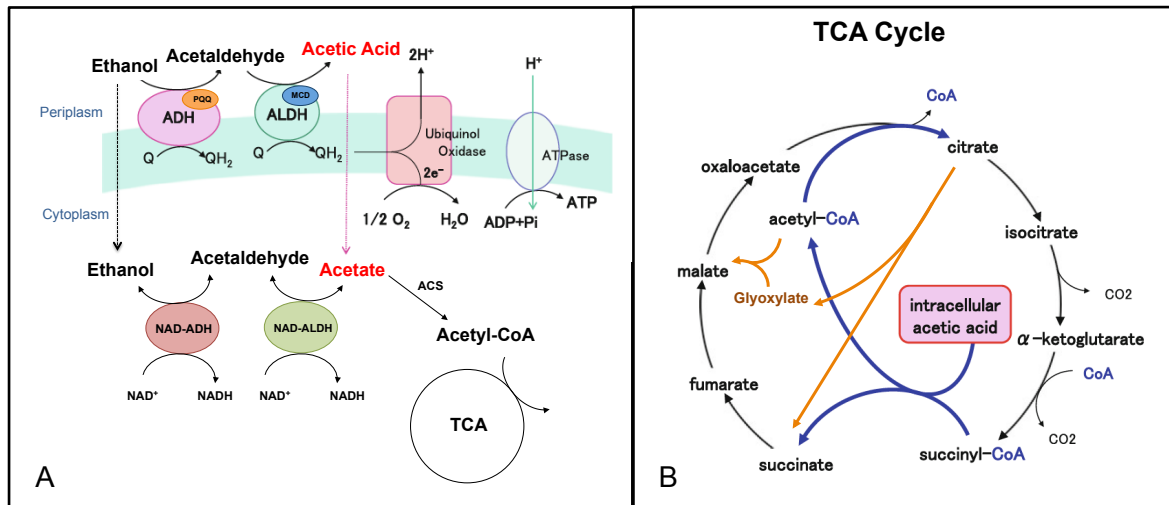 Ethanol
Acetaldehyde
Acetic Acid
2H⁺
H⁺
Periplasm
PQQ
ADH
MCD
ALDH
Q
QH₂
Q
QH₂
Ubiquinol
Oxidase
2e⁻
ATPase
Cytoplasm
1/2 O₂
H₂O
ADP+Pi
ATP
Ethanol
Acetaldehyde
Acetate
ACS
NAD-ADH
NAD-ALDH
Acetyl-CoA
NAD⁺
NADH
NAD⁺
NADH
TCA
A
TCA Cycle
CoA
citrate
oxaloacetate
acetyl-CoA
isocitrate
malate
Glyoxylate
CO2
intracellular
acetic acid
α-ketoglutarate
CoA
fumarate
CO2
succinate
succinyl-CoA
B